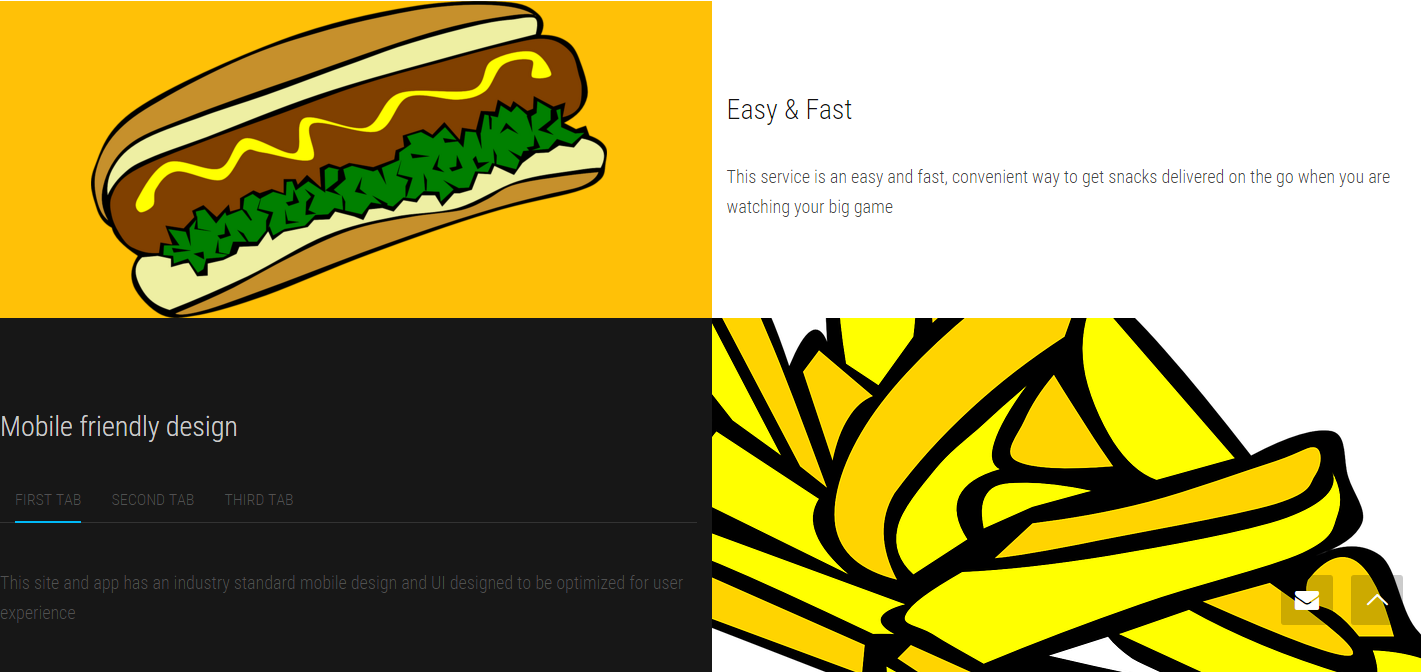 Easy & Fast
This service is an easy and fast, convenient way to get snacks delivered on the go when you are
watching your big game
Mobile friendly design
FIRST TAB SECOND TAB THIRD TAB
This site and app has an industry standard mobile design and UI designed to be optimized for user
experience